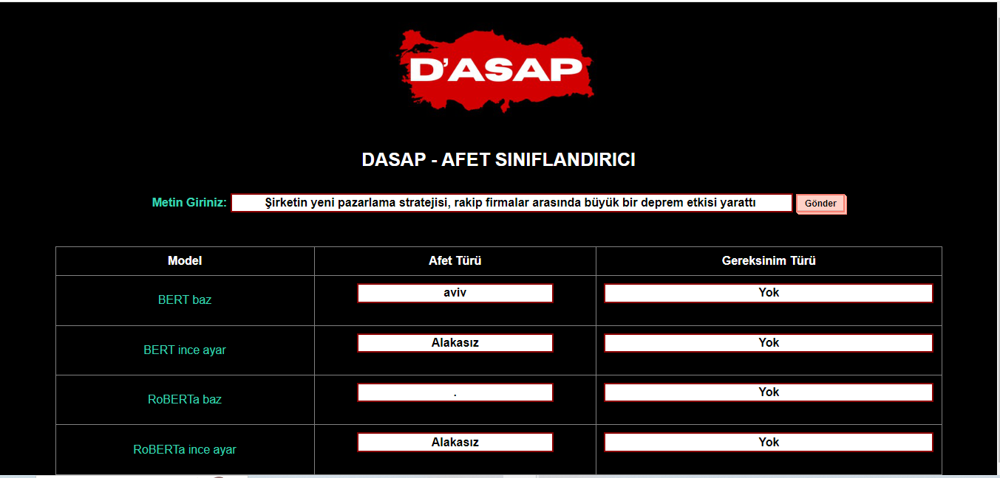 D'ASAP
DASAP - AFET SINIFLANDIRICI
Metin Giriniz: Şirketin yeni pazarlama stratejisi, rakip firmalar arasında büyük bir deprem etkisi yarattı Gönder
Model Afet Türü Gereksinim Türü
BERT baz aviv Yok
BERT ince ayar Alakasız Yok
RoBERTa baz . Yok
RoBERTa ince ayar Alakasız Yok